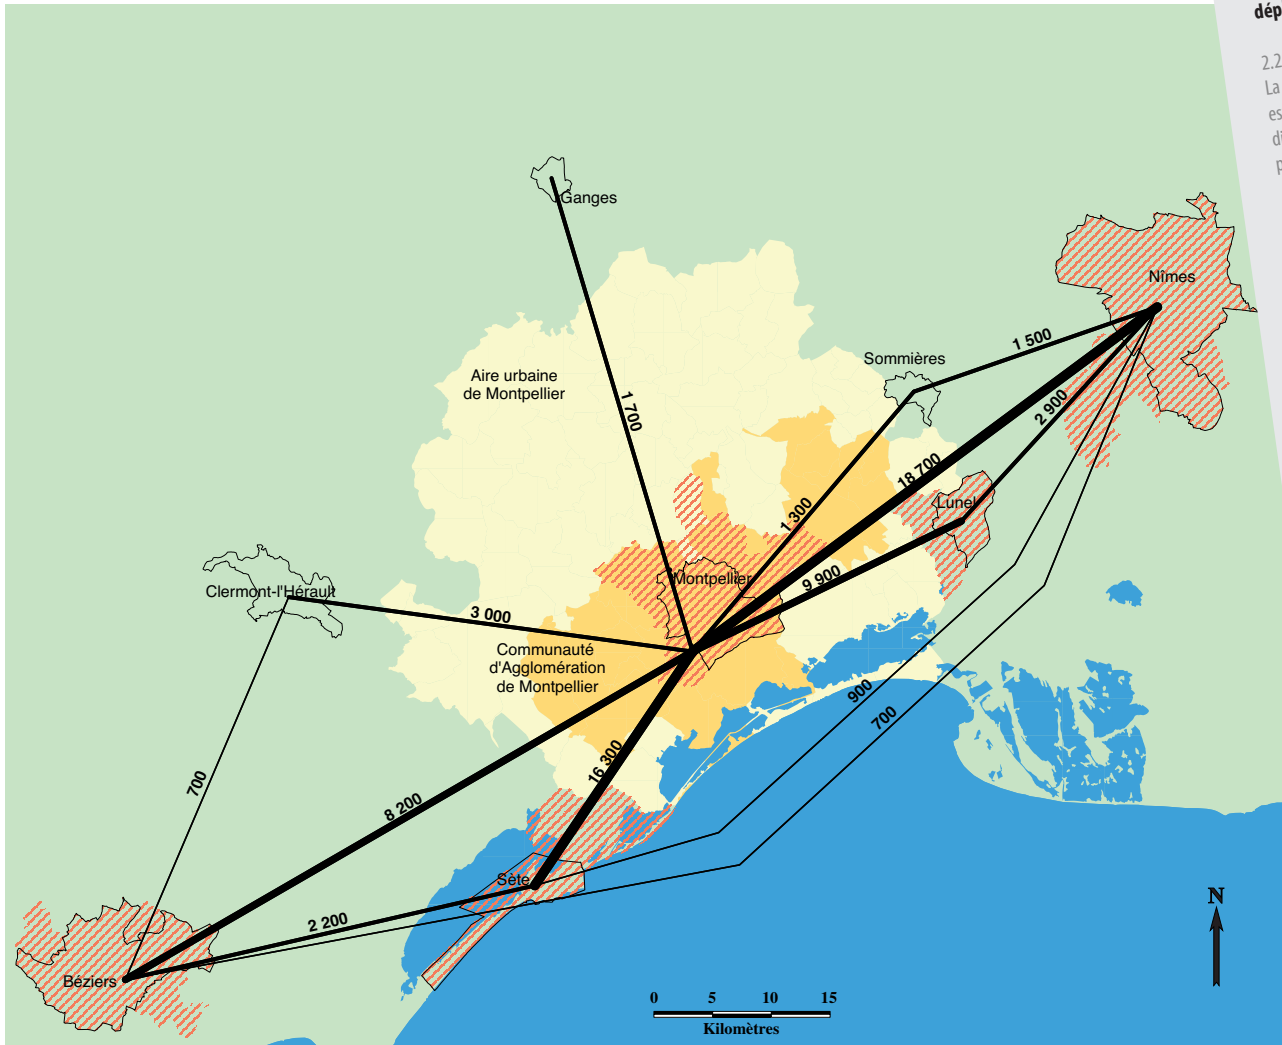 dép
2.2
La
es
di
p
Ganges
Nîmes
1 500
Sommières
Aire urbaine
de Montpellier
1 700
2 900
18 700
Lunel
1 300
Montpellier
9 900
Clermont-l'Hérault
3 000
Communauté
d'Agglomération
de Montpellier
900
700
16 300
700
8 200
Sète
2 200
Béziers
N
0 5 10 15
Kilomètres